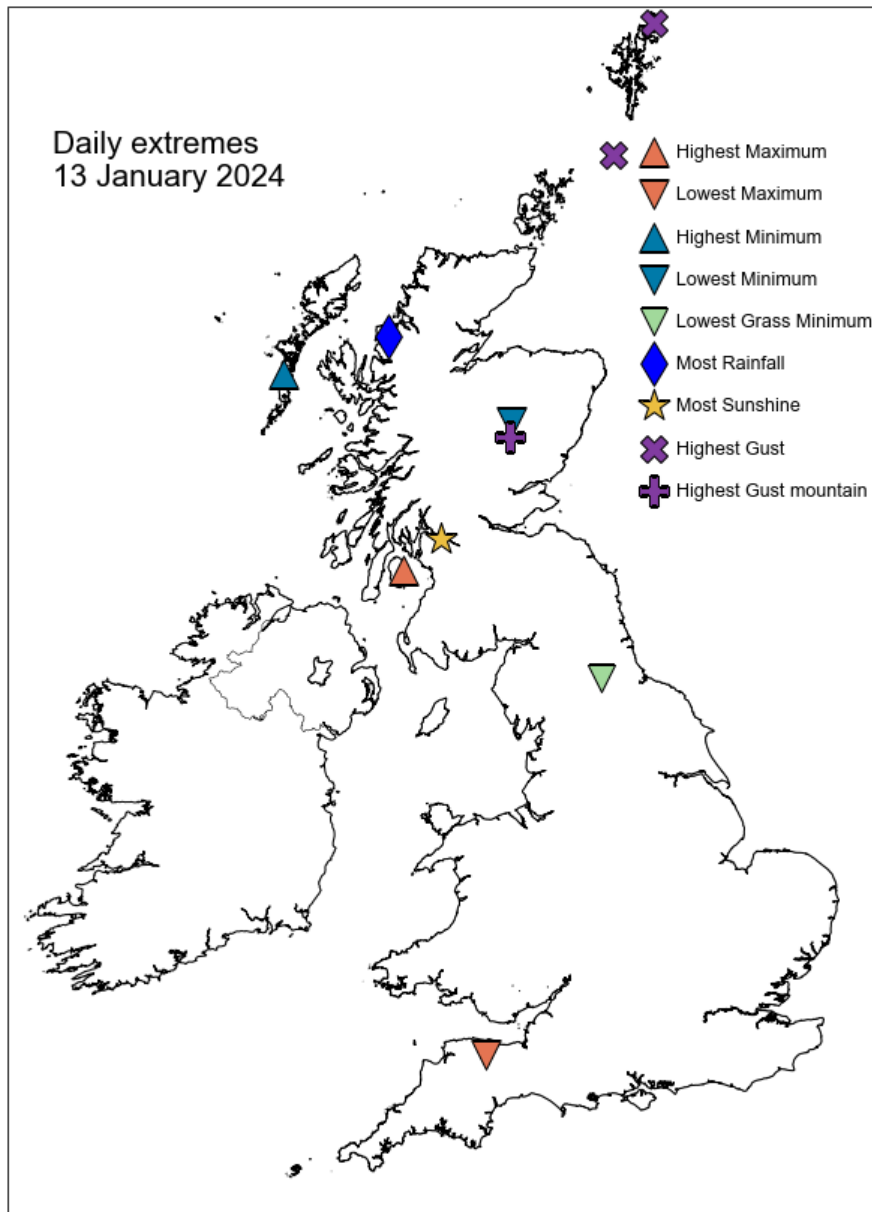 Daily extremes
13 January 2024
Highest Maximum
Lowest Maximum
Highest Minimum
Lowest Minimum
Lowest Grass Minimum
Most Rainfall
Most Sunshine
Highest Gust
Highest Gust mountain